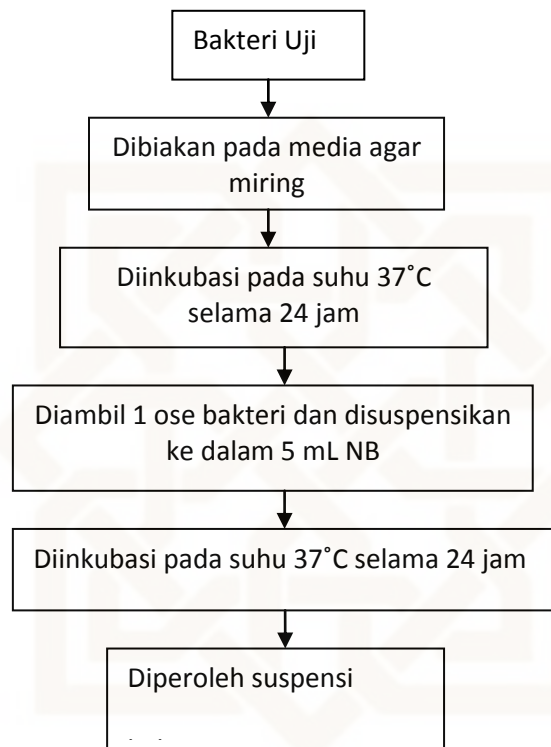 Bakteri Uji
Dibiakan pada media agar
miring
Diinkubasi pada suhu 37˚C
selama 24 jam
Diambil 1 ose bakteri dan disuspensikan
ke dalam 5 mL NB
Diinkubasi pada suhu 37˚C selama 24 jam
Diperoleh suspensi